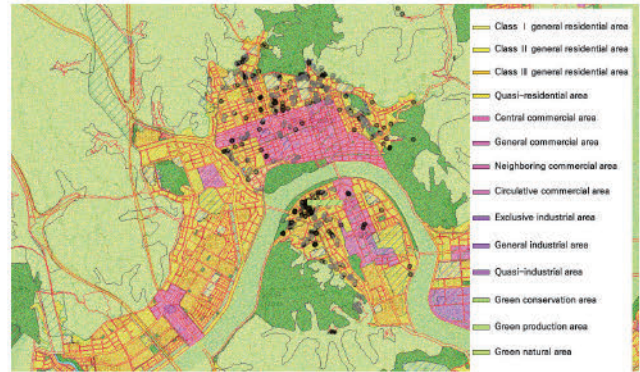 Class Ⅰ general residential area
Class Ⅱ general residential area
Class Ⅲ general residential area
Quasi-residential area
Central commercial area
General commercial area
Neighboring commercial area
Circulative commercial area
Exclusive industrial area
General industrial area
Quasi-industrial area
Green conservation area
Green production area
Green natural area